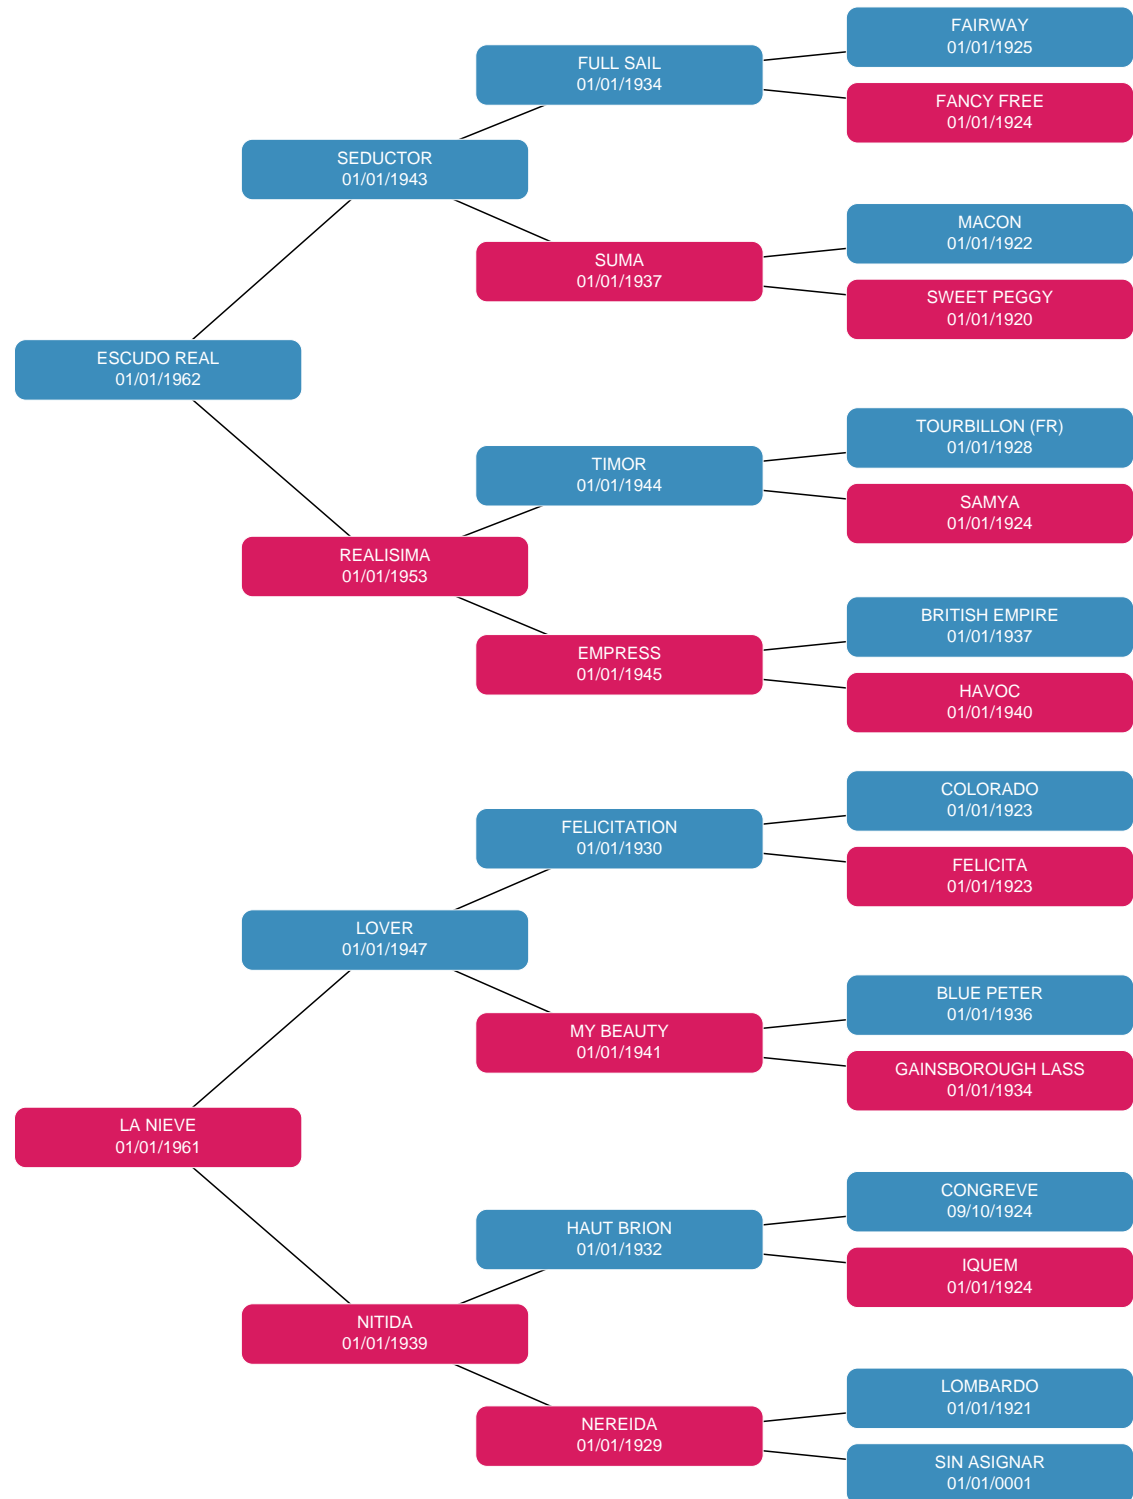 FAIRWAY
01/01/1925
FULL SAIL
01/01/1934
FANCY FREE
01/01/1924
SEDUCTOR
01/01/1943
MACON
01/01/1922
SUMA
01/01/1937
SWEET PEGGY
01/01/1920
ESCUDO REAL
01/01/1962
TOURBILLON (FR)
01/01/1928
TIMOR
01/01/1944
SAMYA
01/01/1924
REALISIMA
01/01/1953
BRITISH EMPIRE
01/01/1937
EMPRESS
01/01/1945
HAVOC
01/01/1940
COLORADO
01/01/1923
FELICITATION
01/01/1930
FELICITA
01/01/1923
LOVER
01/01/1947
BLUE PETER
01/01/1936
MY BEAUTY
01/01/1941
GAINSBOROUGH LASS
01/01/1934
LA NIEVE
01/01/1961
CONGREVE
09/10/1924
HAUT BRION
01/01/1932
IQUEM
01/01/1924
NITIDA
01/01/1939
LOMBARDO
01/01/1921
NEREIDA
01/01/1929
SIN ASIGNAR
01/01/0001